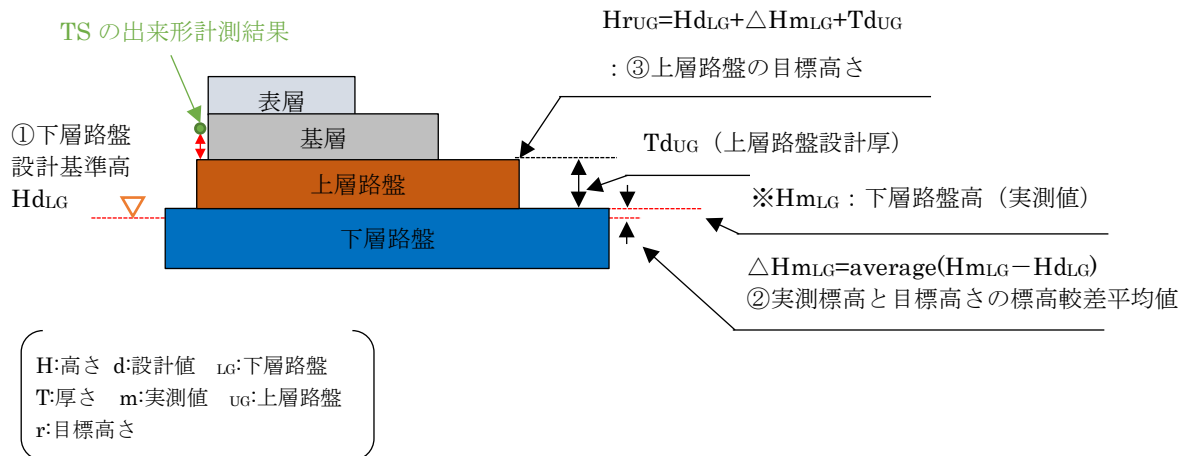 TS の出来形計測結果
HrUG=HdLG+△HmLG+TdUG
：③上層路盤の目標高さ
表層
基層
上層路盤
下層路盤
①下層路盤
設計基準高
HdLG
TdUG（上層路盤設計厚）
※HmLG：下層路盤高（実測値）
△HmLG=average(HmLG－HdLG)
②実測標高と目標高さの標高較差平均値
H:高さ d:設計値 LG:下層路盤
T:厚さ m:実測値 UG:上層路盤
r:目標高さ